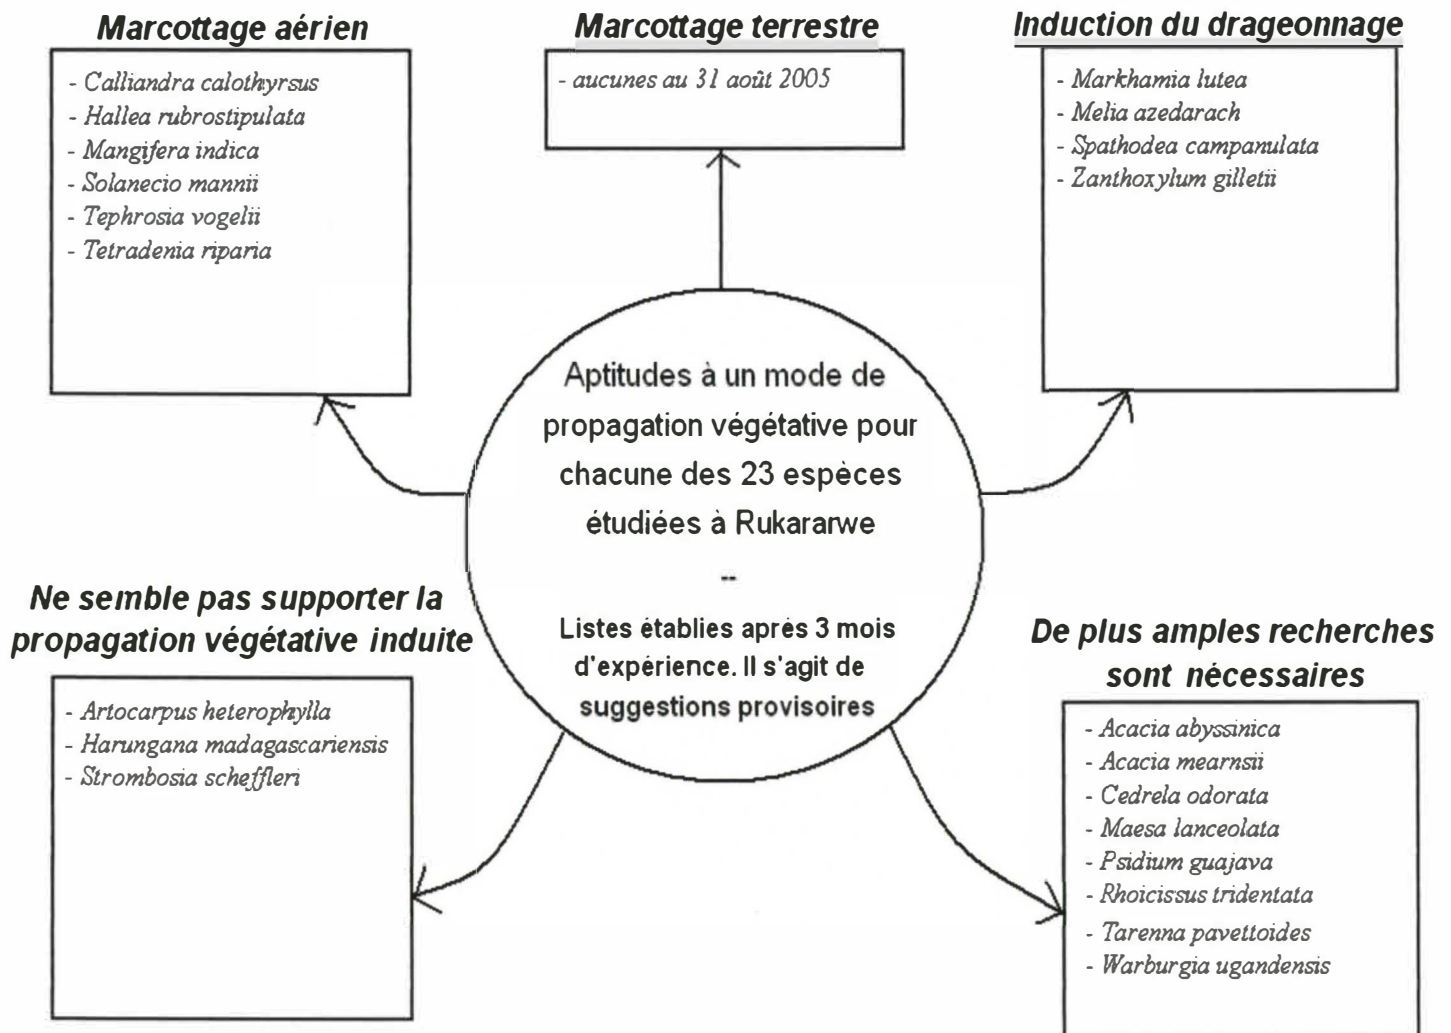 Marcottage aérien
- Calliandra calothyrsus
- Hallea rubrostipulata
- Mangifera indica
- Solanecio mannii
- Tephrosia vogelii
- Tetradenia riparia
Marcottage terrestre
- aucunes au 31 août 2005
Induction du drageonnage
- Markhamia lutea
- Melia azedarach
- Spathodea campanulata
- Zanthoxylum gilletii
Aptitudes à un mode de
propagation végétative pour
chacune des 23 espèces
étudiées à Rukararwe
--
Listes établies après 3 mois
d'expérience. Il s'agit de
suggestions provisoires
Ne semble pas supporter la
propagation végétative induite
- Artocarpus heterophylla
- Harungana madagascariensis
- Strombosia scheffleri
De plus amples recherches
sont nécessaires
- Acacia abyssinica
- Acacia mearnsii
- Cedrela odorata
- Maesa lanceolata
- Psidium guajava
- Rhoicissus tridentata
- Tarenna pavettoides
- Warburgia ugandensis